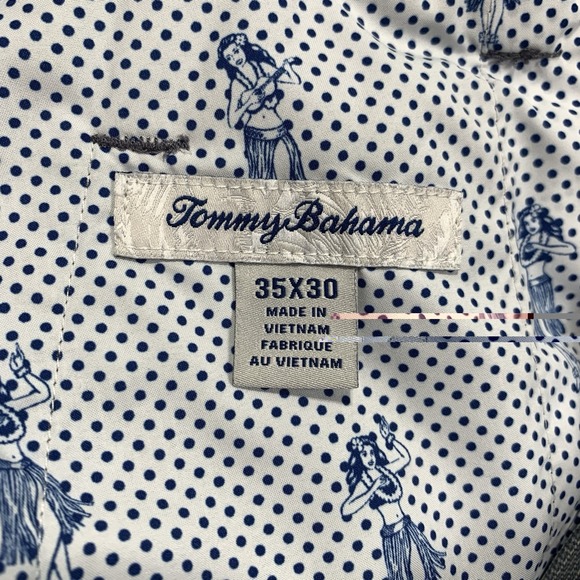 Tommy Bahama
35X30
MADE IN
VIETNAM
FABRIQUE
AU VIETNAM